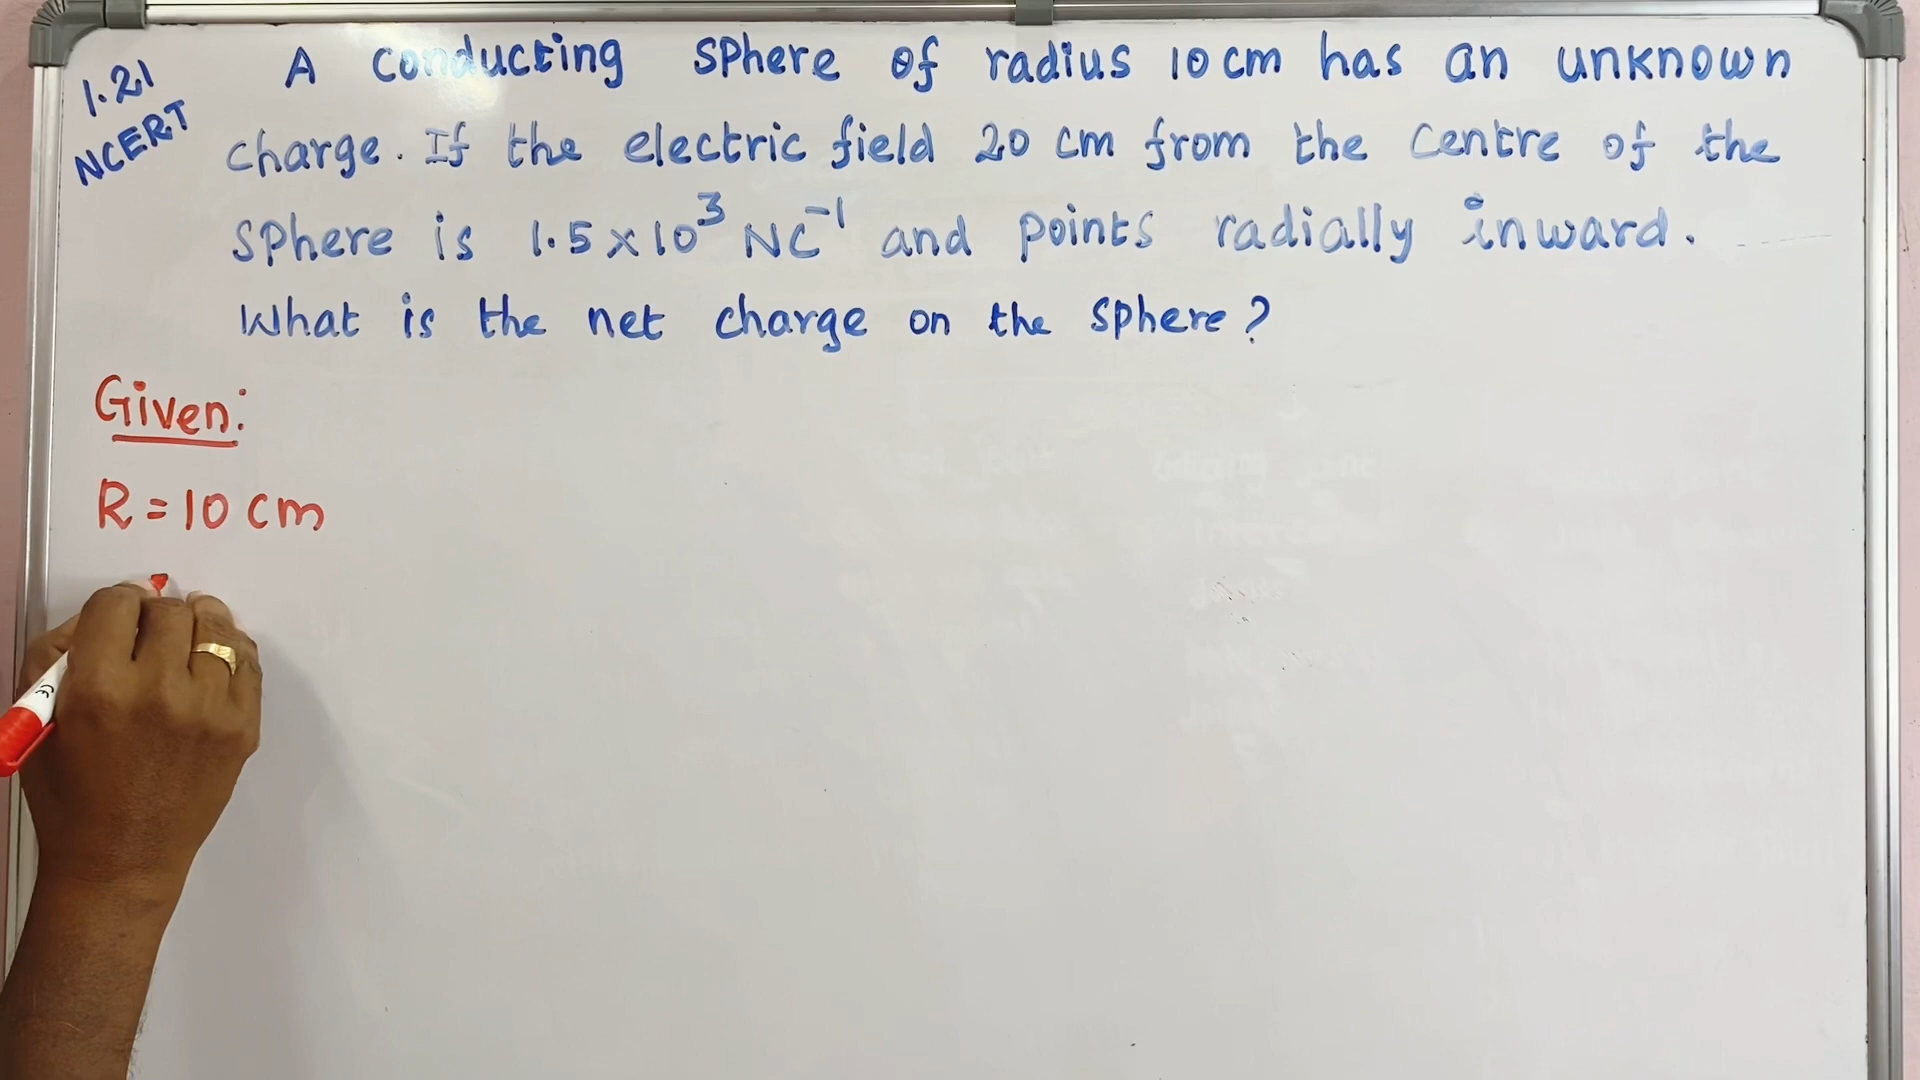 1.21
NCERT
A conducting sphere of radius 10 cm has an unknown
charge. If the electric field 20 cm from the centre of the
sphere is 1.5 × 10³ NC⁻¹ and points radially inward.
What is the net charge on the sphere?
Given:
R = 10 cm
CE